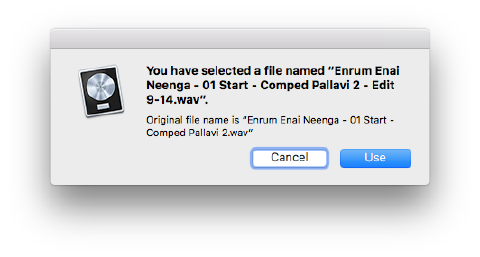 You have selected a file named “Enrum Enai
Neenga - 01 Start - Comped Pallavi 2 - Edit
9-14.wav”.
Original file name is “Enrum Enai Neenga - 01 Start -
Comped Pallavi 2.wav”
Cancel
Use